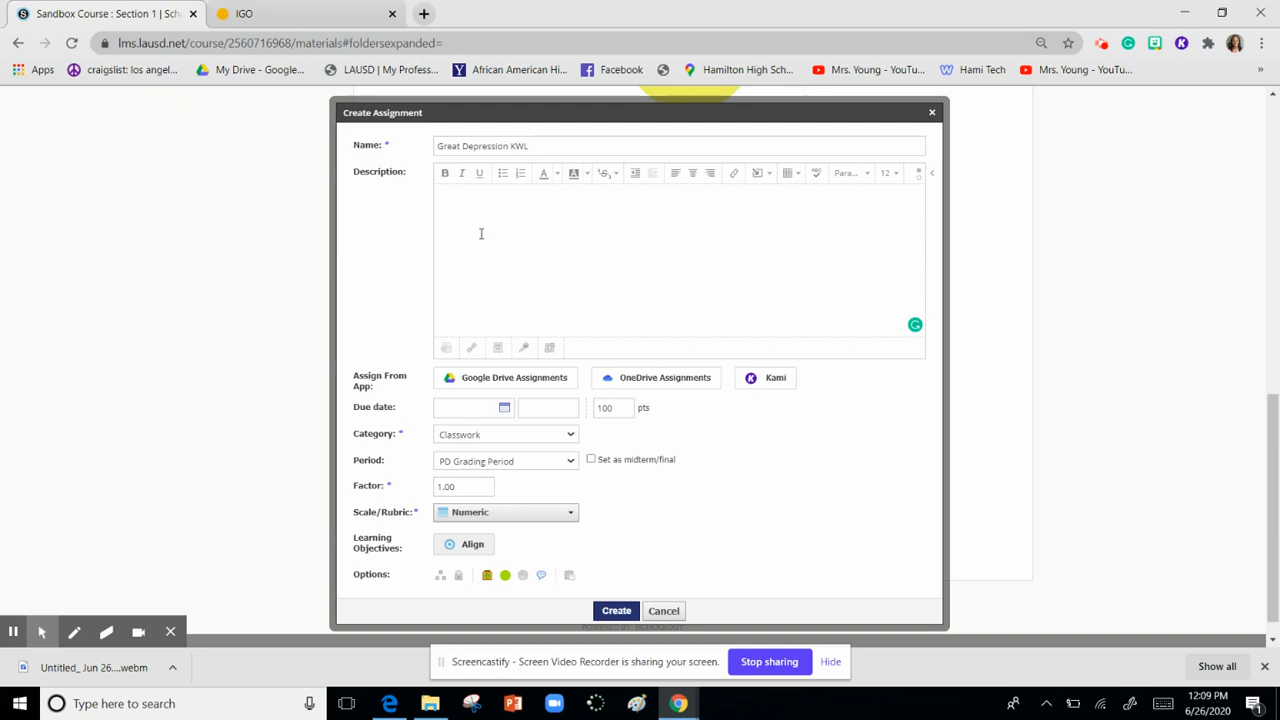 Sandbox Course : Section 1 | Sch
IGO
lms.lausd.net/course/2560716968/materials#foldersexpanded=
Apps
craigslist: los angel...
My Drive - Google...
LAUSD | My Profess...
African American Hi...
Facebook
Hamilton High Scho...
Mrs. Young - YouTu...
Hami Tech
Mrs. Young - YouTu...
Create Assignment
Name: *
Great Depression KWL
Description:
Para...
12
Assign From
App:
Google Drive Assignments
OneDrive Assignments
Kami
Due date:
100
pts
Category: *
Classwork
Period:
PD Grading Period
Set as midterm/final
Factor: *
1.00
Scale/Rubric:*
Numeric
Learning
Objectives:
Align
Options:
Create
Cancel
Untitled_ Jun 26....webm
Screencastify - Screen Video Recorder is sharing your screen.
Stop sharing
Hide
Show all
Type here to search
12:09 PM
6/26/2020